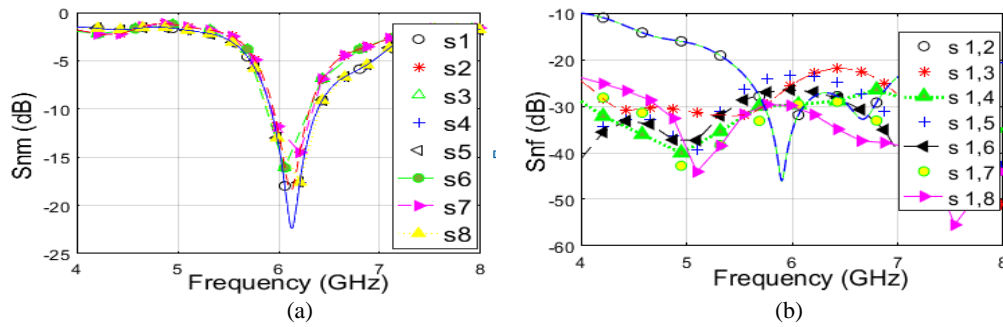 0
-5
-10
-15
-20
-25
4
5
6
7
8
Snm (dB)
Frequency (GHz)
s1
s2
s3
s4
s5
s6
s7
s8
(a)
-10
-20
-30
-40
-50
-60
4
5
6
7
8
Snf (dB)
Frequency (GHz)
s 1,2
s 1,3
s 1,4
s 1,5
s 1,6
s 1,7
s 1,8
(b)